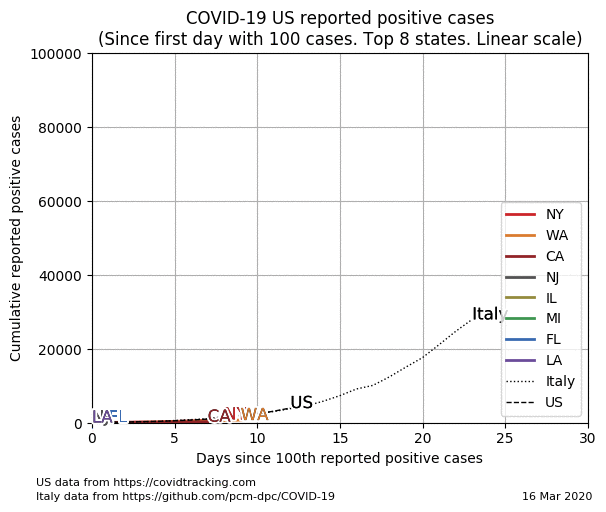 COVID-19 US reported positive cases
(Since first day with 100 cases. Top 8 states. Linear scale)
100000
80000
60000
40000
20000
0
Cumulative reported positive cases
Italy
US
CA
NY
WA
LA
FL
NY
WA
CA
NJ
IL
MI
FL
LA
Italy
US
0 5 10 15 20 25 30
Days since 100th reported positive cases
US data from https://covidtracking.com
Italy data from https://github.com/pcm-dpc/COVID-19
16 Mar 2020